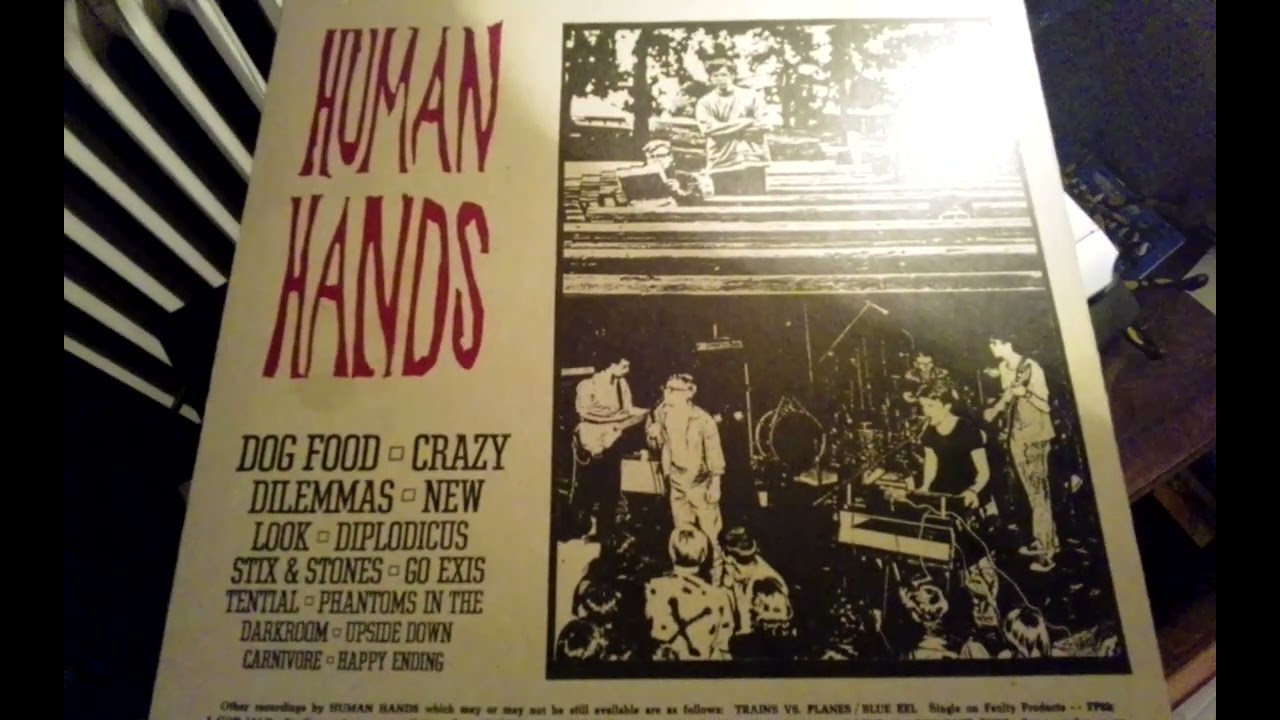 HUMAN
HANDS
DOG FOOD ▫ CRAZY
DILEMMAS ▫ NEW
LOOK ▫ DIPLODICUS
STIX & STONES ▫ GO EXIS
TENTIAL ▫ PHANTOMS IN THE
DARKROOM ▫ UPSIDE DOWN
CARNIVORE ▫ HAPPY ENDING
Other recordings by HUMAN HANDS which may or may not be still available are as follows: TRAINS VS. PLANES / BLUE EEL Single on Faulty Products --